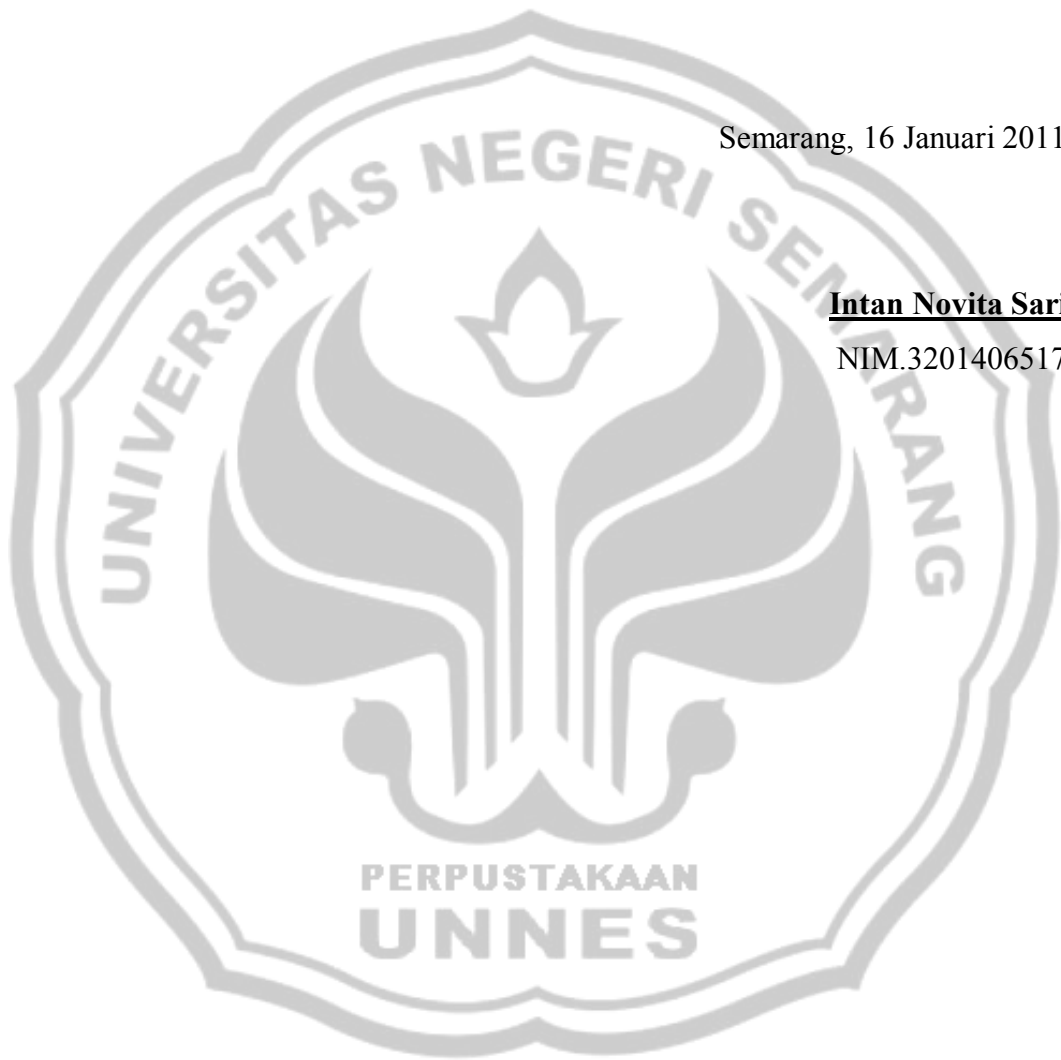 Semarang, 16 Januari 2011
UNIVERSITAS NEGERI SEMARANG
Intan Novita Sari
NIM.3201406517
PERPUSTAKAAN
UNNES